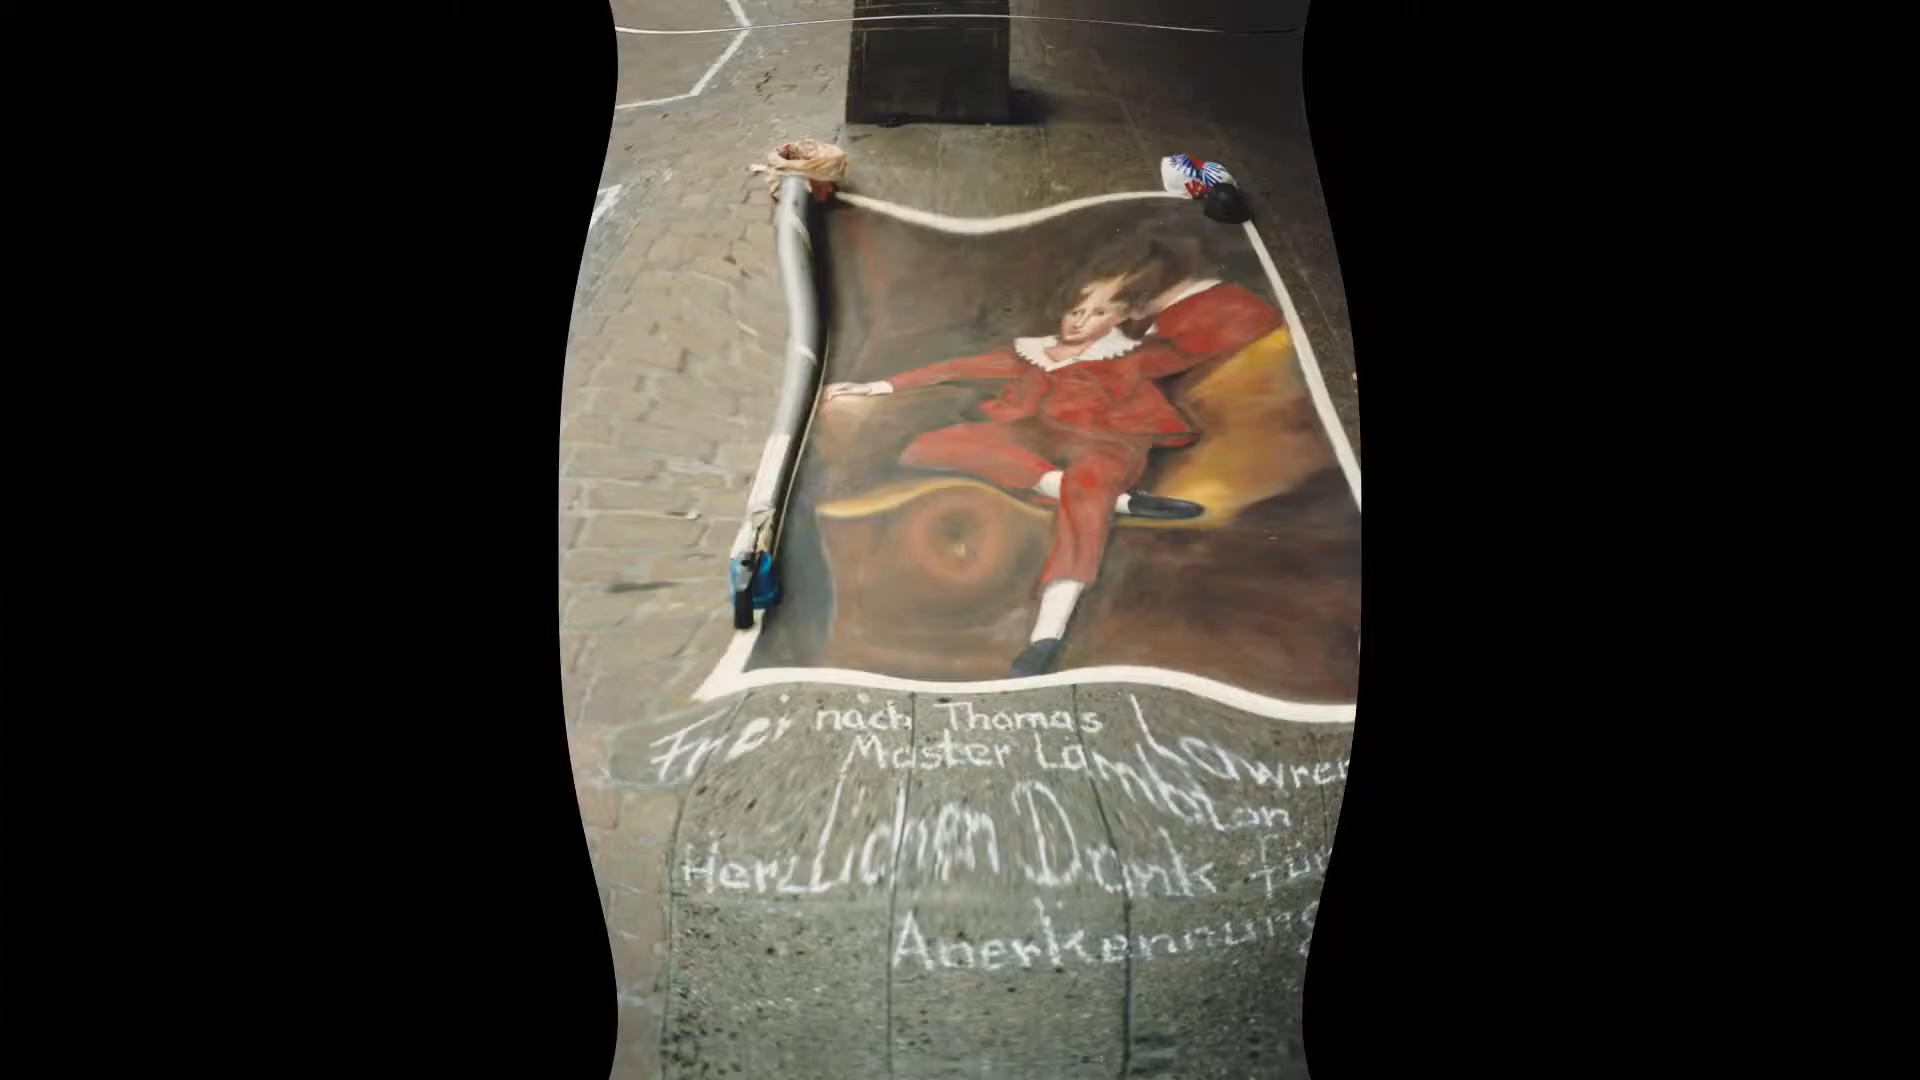 Frei nach Thomas Lawren
Master Lambton
Herzlichen Dank für
Anerkennung